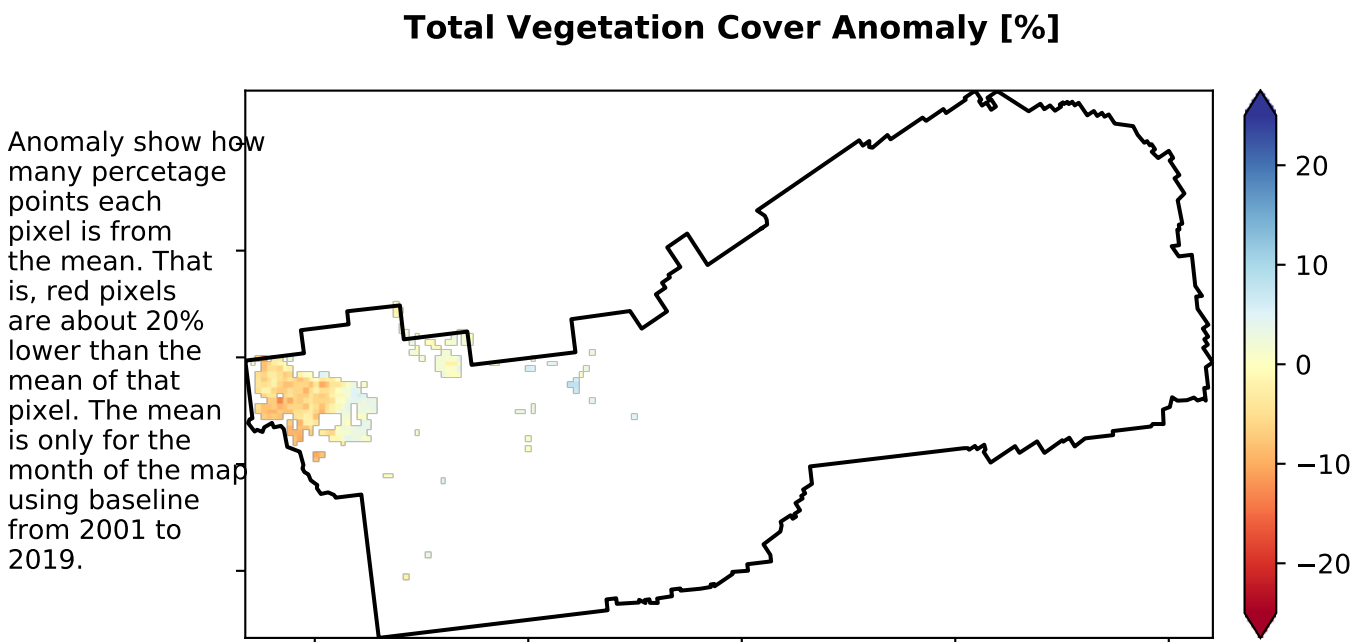 Total Vegetation Cover Anomaly [%]
Anomaly show how
many percetage
points each
pixel is from
the mean. That
is, red pixels
are about 20%
lower than the
mean of that
pixel. The mean
is only for the
month of the map
using baseline
from 2001 to
2019.
20
10
0
−10
−20